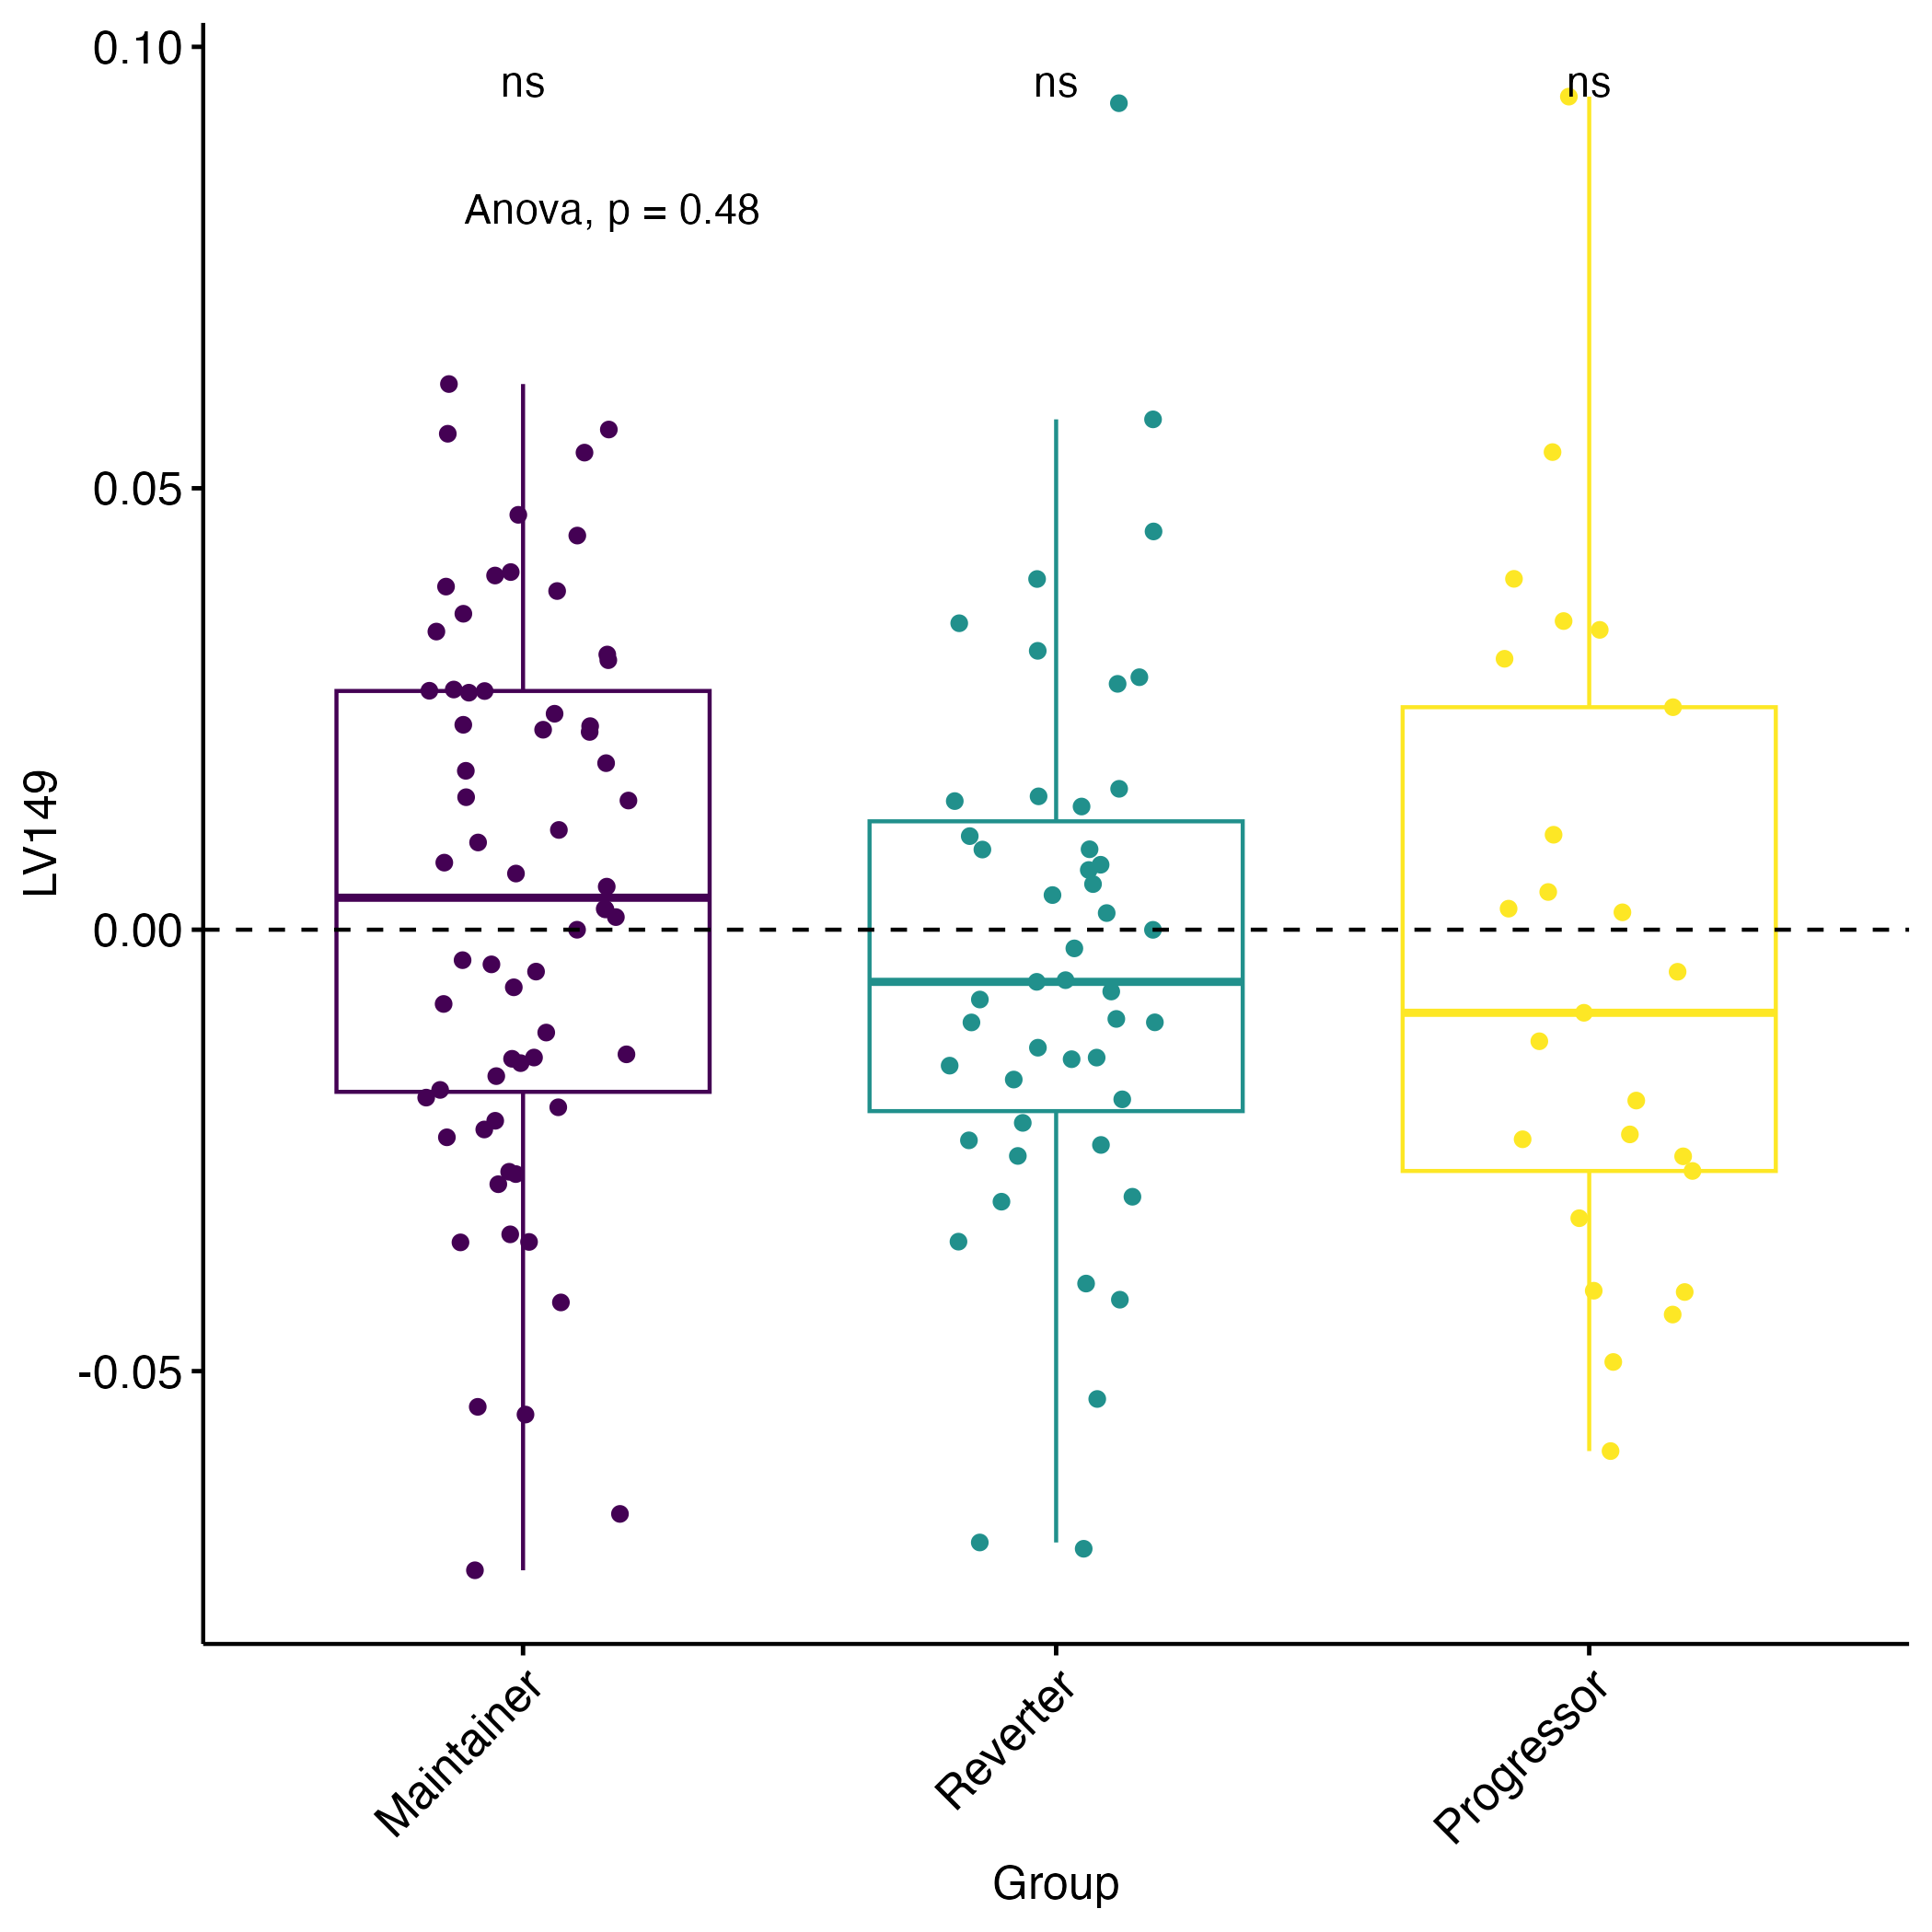 0.10
ns
ns
ns
Anova, p = 0.48
0.05
LV149
0.00
-0.05
Maintainer
Reverter
Progressor
Group